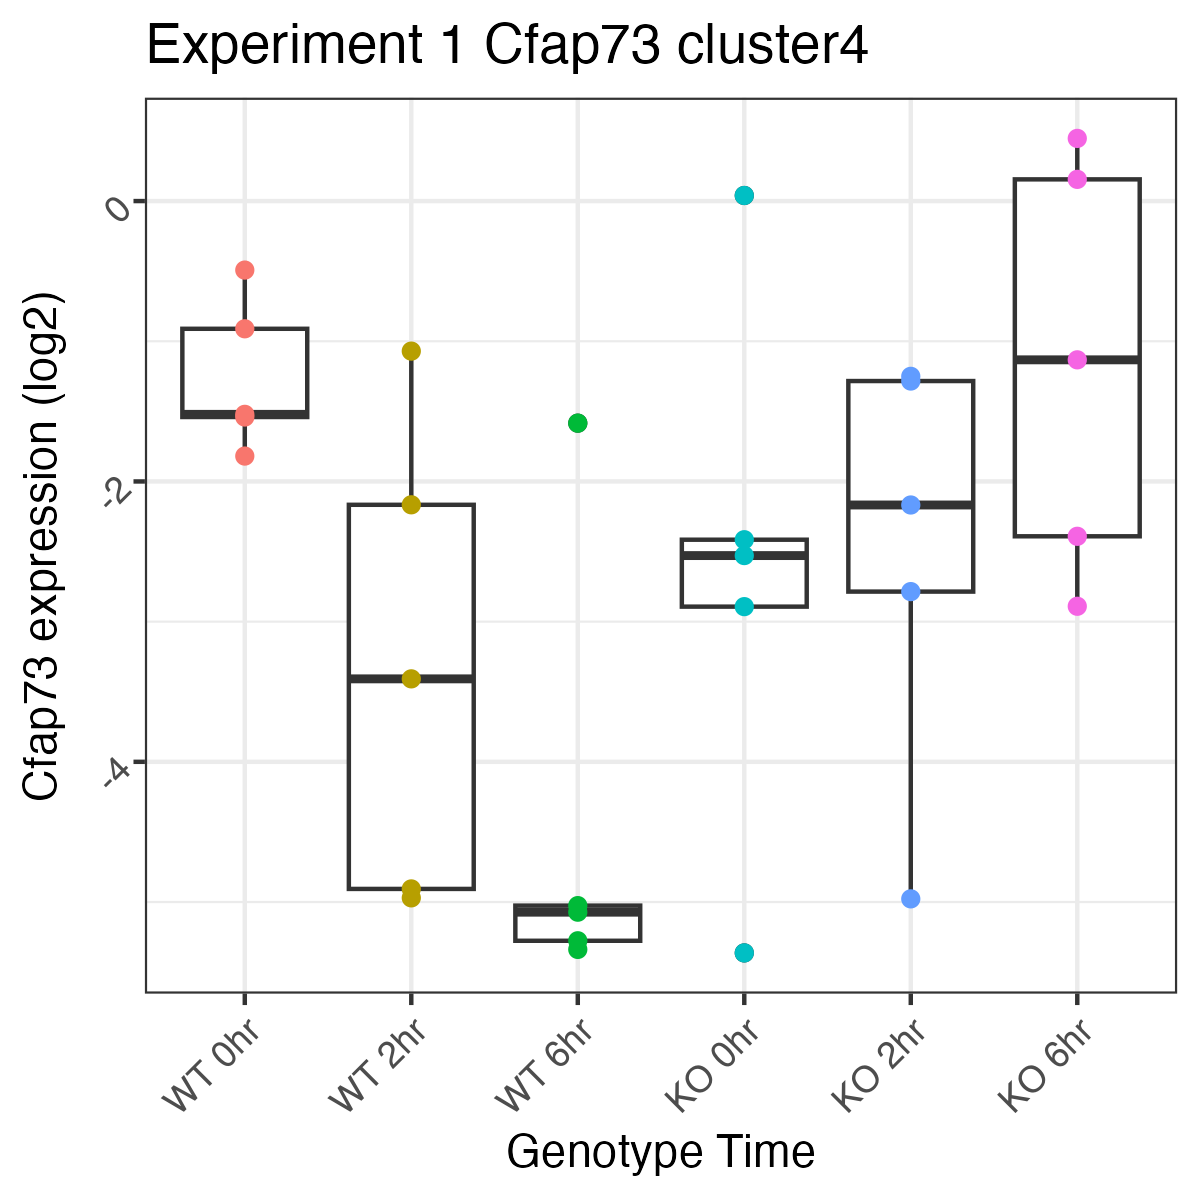 Experiment 1 Cfap73 cluster4
Cfap73 expression (log2)
0
-2
-4
WT 0hr
WT 2hr
WT 6hr
KO 0hr
KO 2hr
KO 6hr
Genotype Time